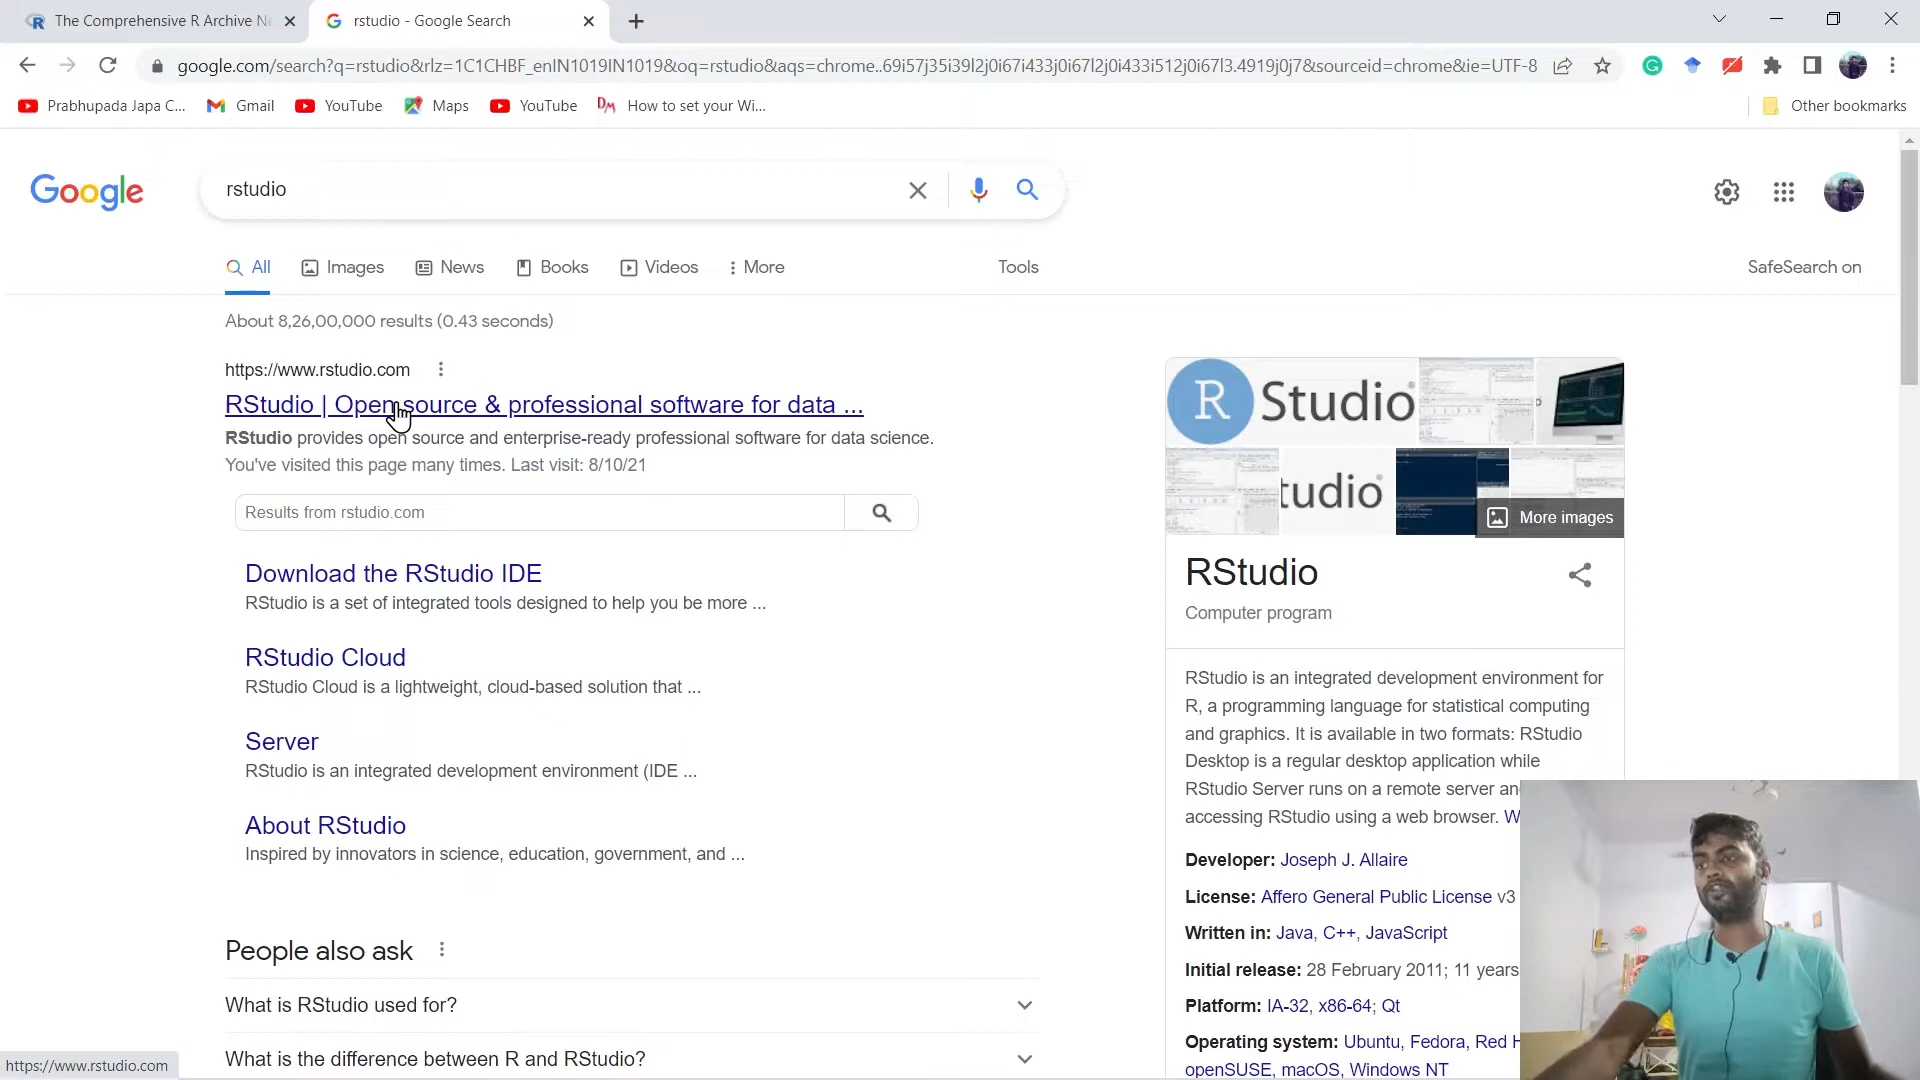 The Comprehensive R Archive Ne
rstudio - Google Search
google.com/search?q=rstudio&rlz=1C1CHBF_enIN1019IN1019&oq=rstudio&aqs=chrome..69i57j35i39l2j0i67i433j0i67l2j0i433i512j0i67l3.4919j0j7&sourceid=chrome&ie=UTF-8
Prabhupada Japa C...
Gmail
YouTube
Maps
YouTube
DM How to set your Wi...
Other bookmarks
Google
rstudio
All
Images
News
Books
Videos
More
Tools
SafeSearch on
About 8,26,00,000 results (0.43 seconds)
https://www.rstudio.com
RStudio | Open source & professional software for data ...
RStudio provides open source and enterprise-ready professional software for data science.
You've visited this page many times. Last visit: 8/10/21
Results from rstudio.com
Download the RStudio IDE
RStudio is a set of integrated tools designed to help you be more ...
RStudio Cloud
RStudio Cloud is a lightweight, cloud-based solution that ...
Server
RStudio is an integrated development environment (IDE ...
About RStudio
Inspired by innovators in science, education, government, and ...
People also ask
What is RStudio used for?
What is the difference between R and RStudio?
R Studio
tudio
More images
RStudio
Computer program
RStudio is an integrated development environment for
R, a programming language for statistical computing
and graphics. It is available in two formats: RStudio
Desktop is a regular desktop application while
RStudio Server runs on a remote server an
accessing RStudio using a web browser. W
Developer: Joseph J. Allaire
License: Affero General Public License v3
Written in: Java, C++, JavaScript
Initial release: 28 February 2011; 11 years
Platform: IA-32, x86-64; Qt
Operating system: Ubuntu, Fedora, Red H
openSUSE, macOS, Windows NT
https://www.rstudio.com